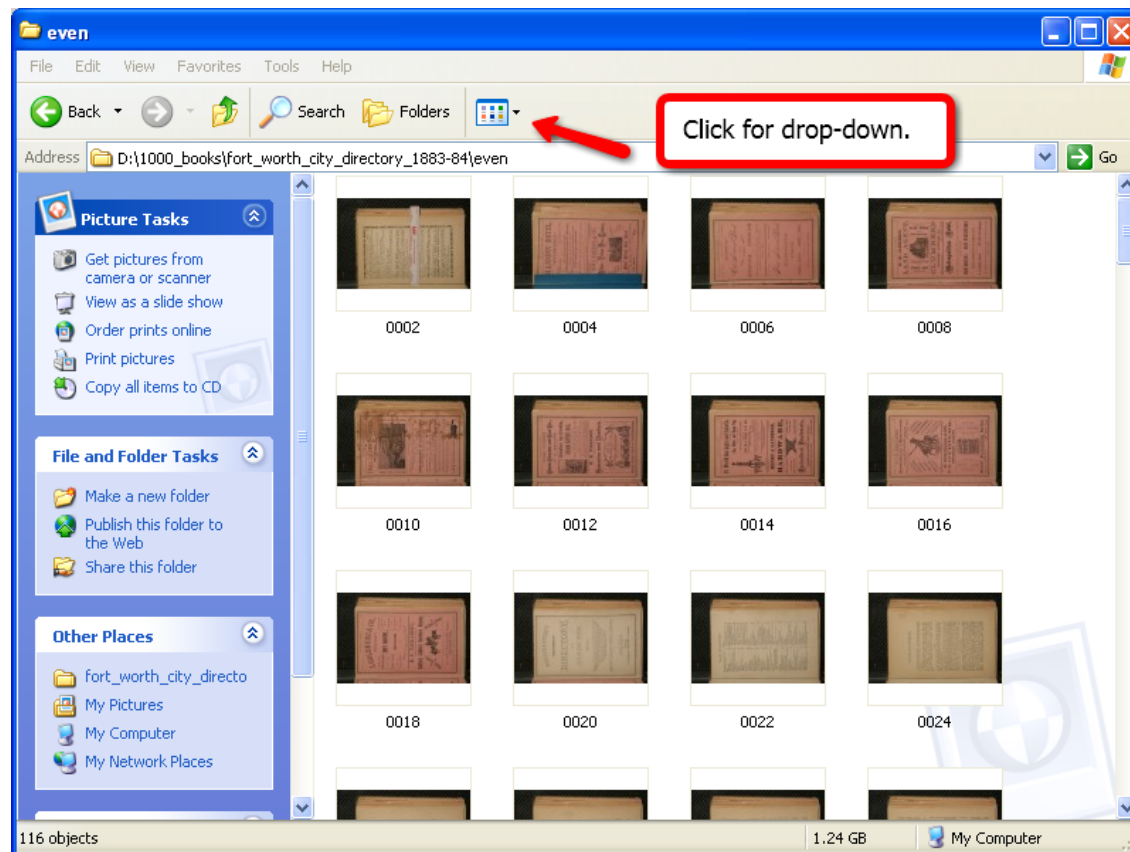 even
File Edit View Favorites Tools Help
Back Search Folders
Click for drop-down.
Address D:\1000_books\fort_worth_city_directory_1883-84\even Go
Picture Tasks
Get pictures from
camera or scanner
View as a slide show
Order prints online
Print pictures
Copy all items to CD
File and Folder Tasks
Make a new folder
Publish this folder to
the Web
Share this folder
Other Places
fort_worth_city_directo
My Pictures
My Computer
My Network Places
0002 0004 0006 0008
0010 0012 0014 0016
HARDWARE,
0018 0020 0022 0024
DIRECTORY
116 objects 1.24 GB My Computer